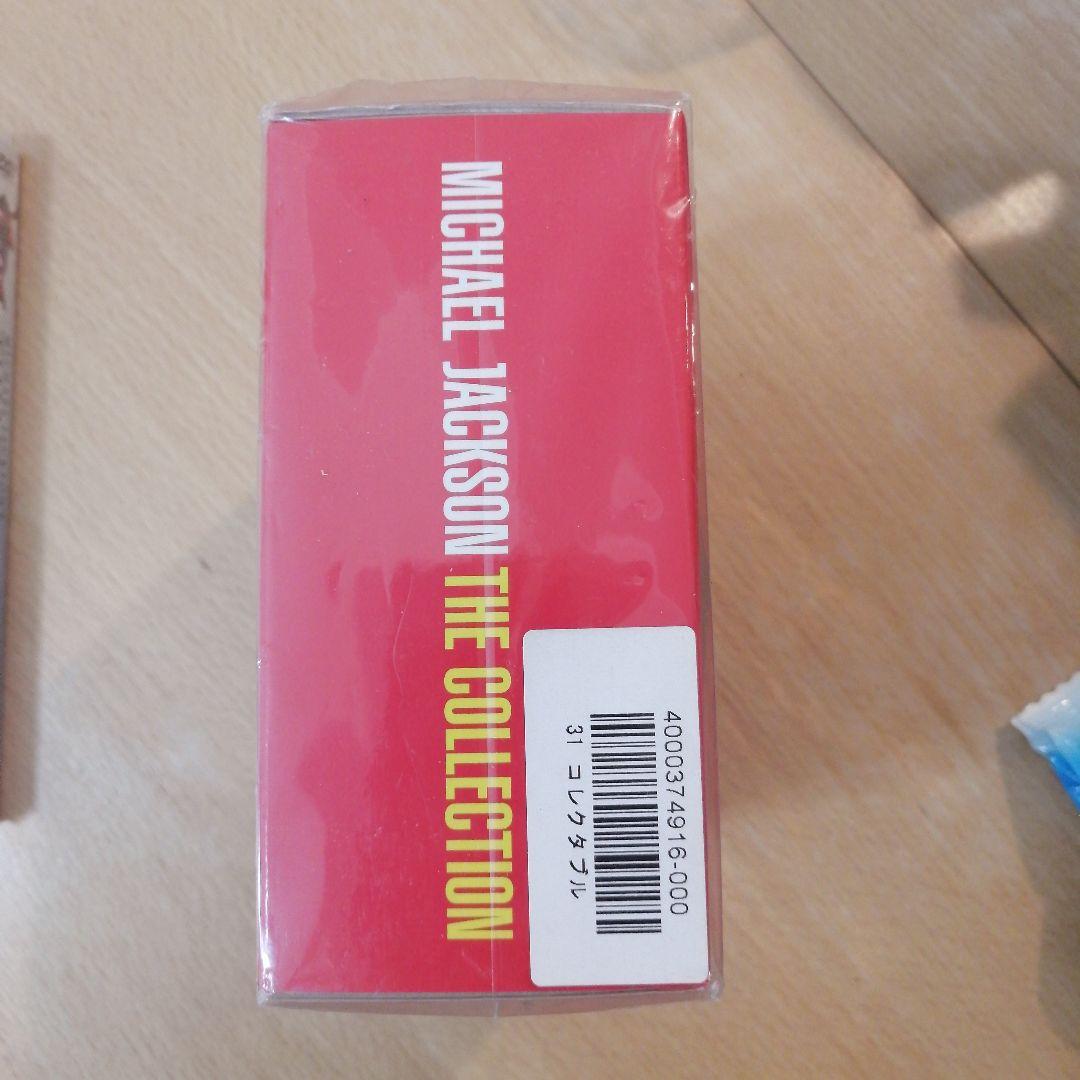 MICHAEL JACKSON THE COLLECTION
4000374916-000
31 コレクタブル